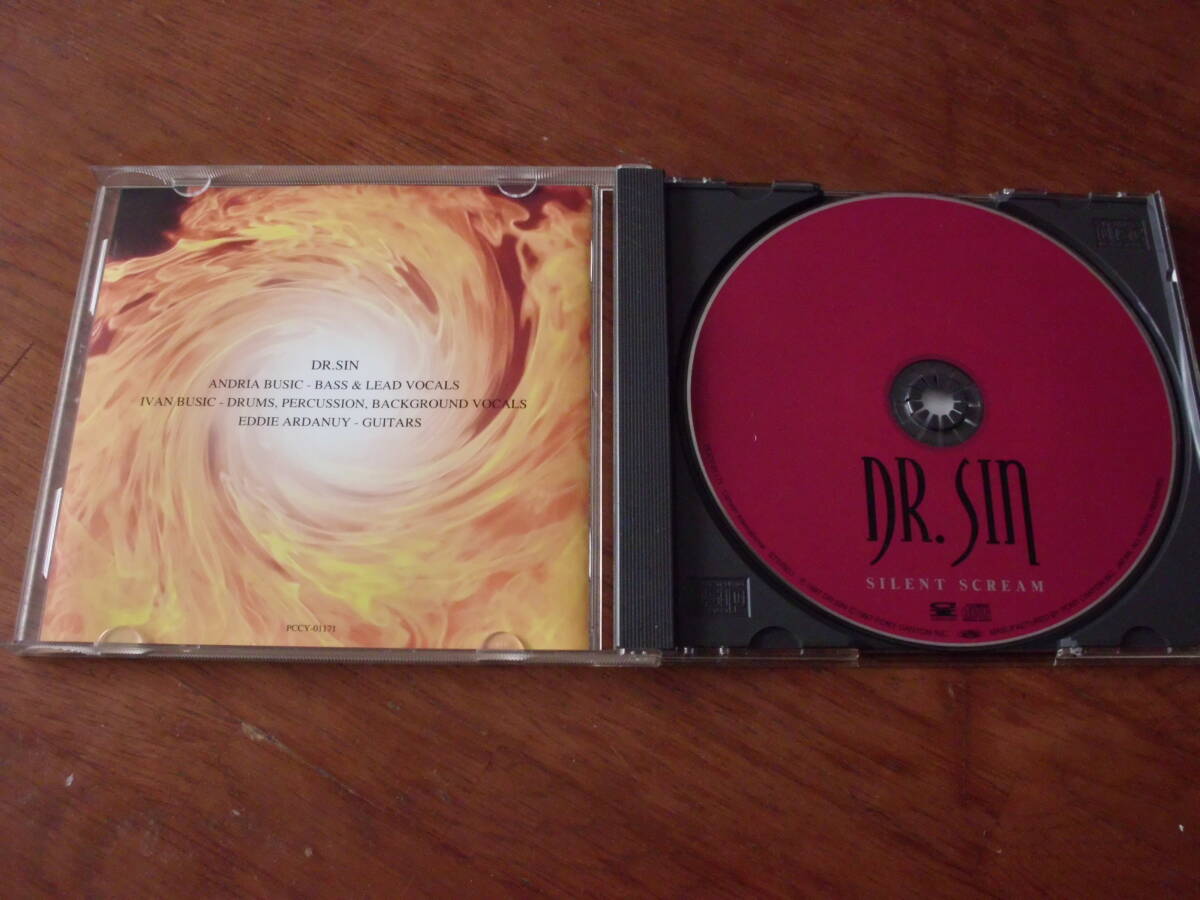 DR.SIN
ANDRIA BUSIC - BASS & LEAD VOCALS
IVAN BUSIC - DRUMS, PERCUSSION, BACKGROUND VOCALS
EDDIE ARDANUY - GUITARS
PCCY-01171
DR. SIN
SILENT SCREAM